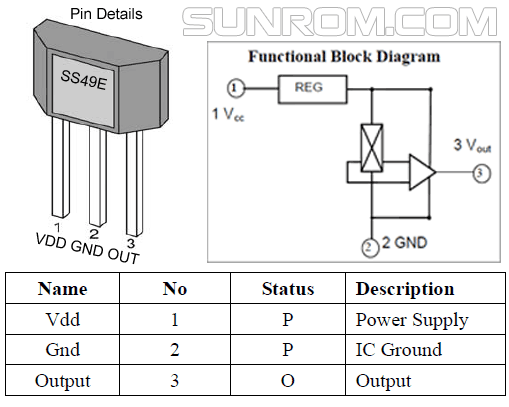 Pin Details
SUNROM.COM
SS49E
1 2 3
VDD GND OUT
Functional Block Diagram
1
REG
1 Vcc
3 Vout
3
2
2 GND
Name No Status Description
Vdd 1 P Power Supply
Gnd 2 P IC Ground
Output 3 O Output